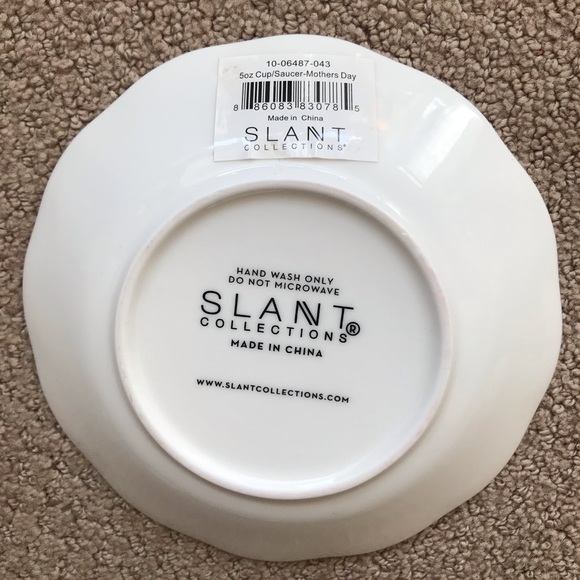 10-06487-043
5oz Cup/Saucer-Mothers Day
8 86083 83078 5
Made in China
SLANT
COLLECTIONS®
HAND WASH ONLY
DO NOT MICROWAVE
SLANT
COLLECTIONS®
MADE IN CHINA
WWW.SLANTCOLLECTIONS.COM